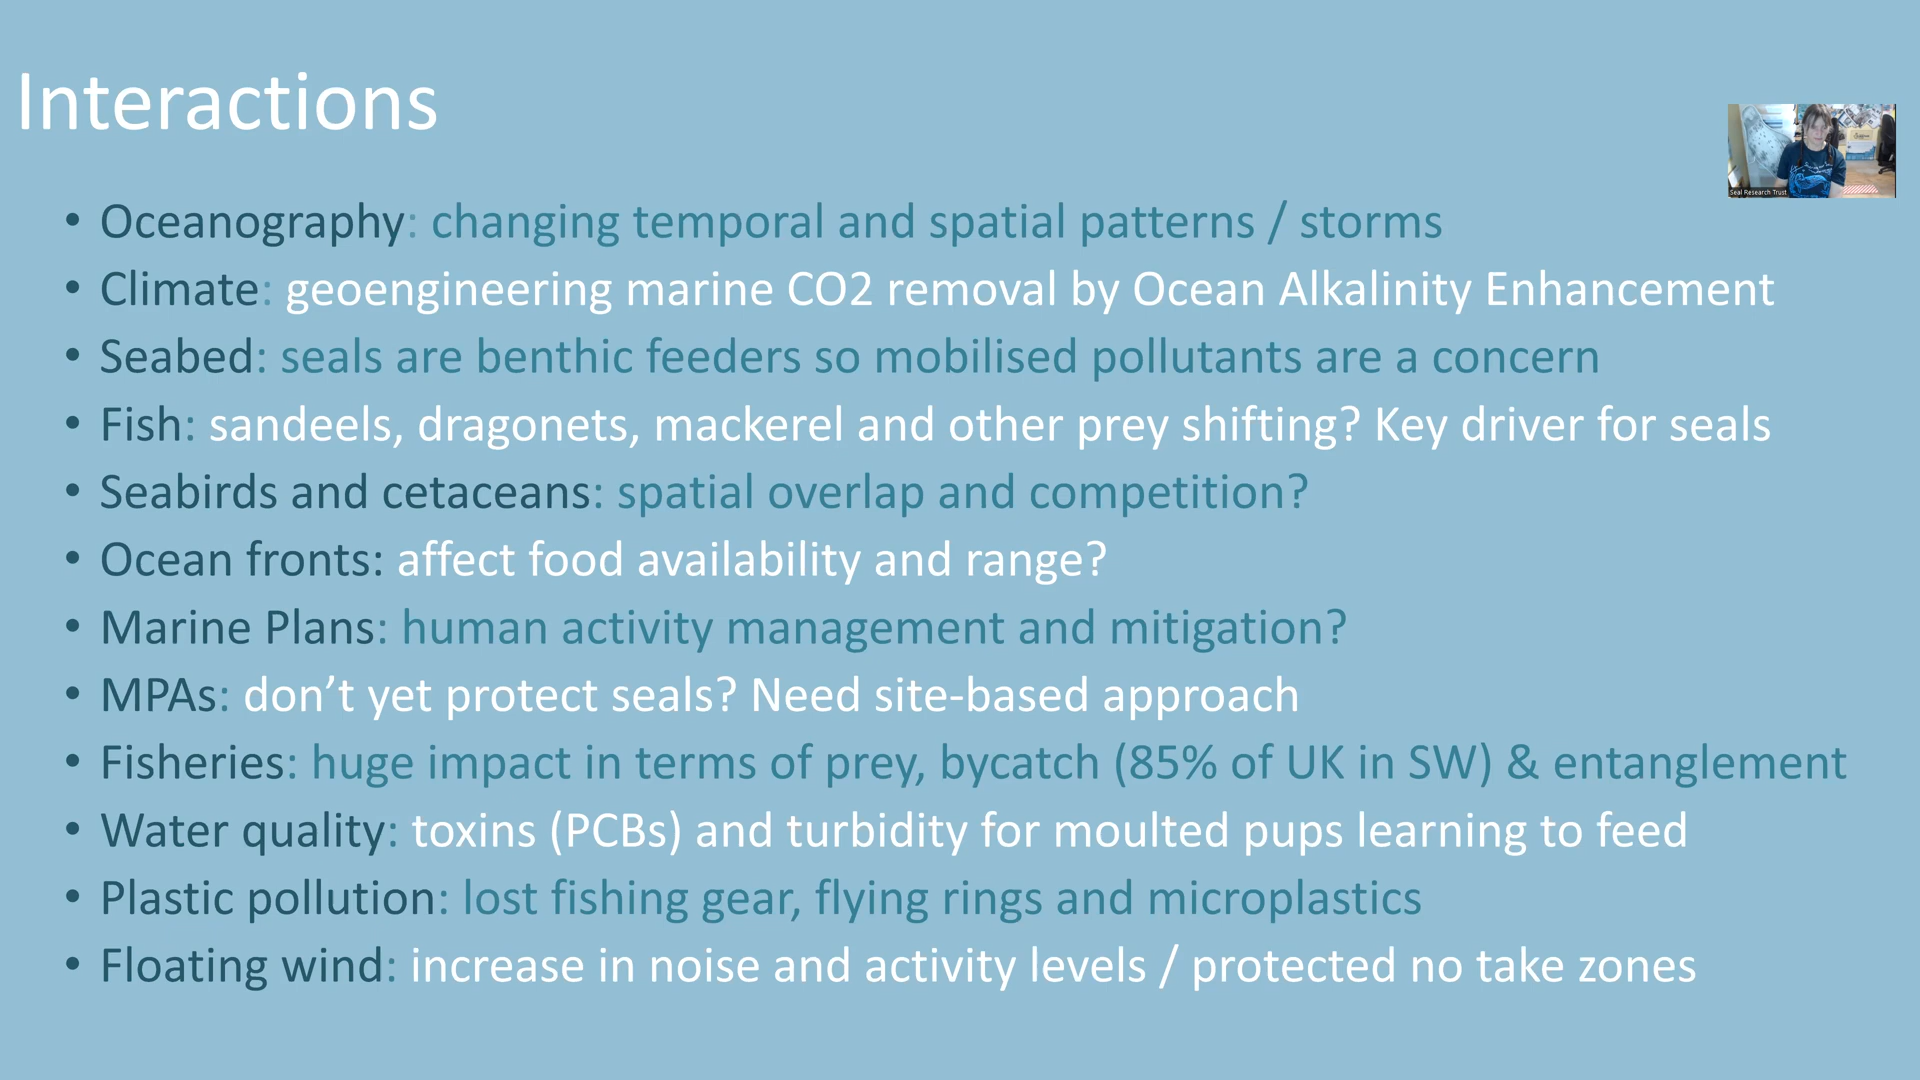 Interactions
Seal Research Trust
• Oceanography: changing temporal and spatial patterns / storms
• Climate: geoengineering marine CO2 removal by Ocean Alkalinity Enhancement
• Seabed: seals are benthic feeders so mobilised pollutants are a concern
• Fish: sandeels, dragonets, mackerel and other prey shifting? Key driver for seals
• Seabirds and cetaceans: spatial overlap and competition?
• Ocean fronts: affect food availability and range?
• Marine Plans: human activity management and mitigation?
• MPAs: don’t yet protect seals? Need site-based approach
• Fisheries: huge impact in terms of prey, bycatch (85% of UK in SW) & entanglement
• Water quality: toxins (PCBs) and turbidity for moulted pups learning to feed
• Plastic pollution: lost fishing gear, flying rings and microplastics
• Floating wind: increase in noise and activity levels / protected no take zones